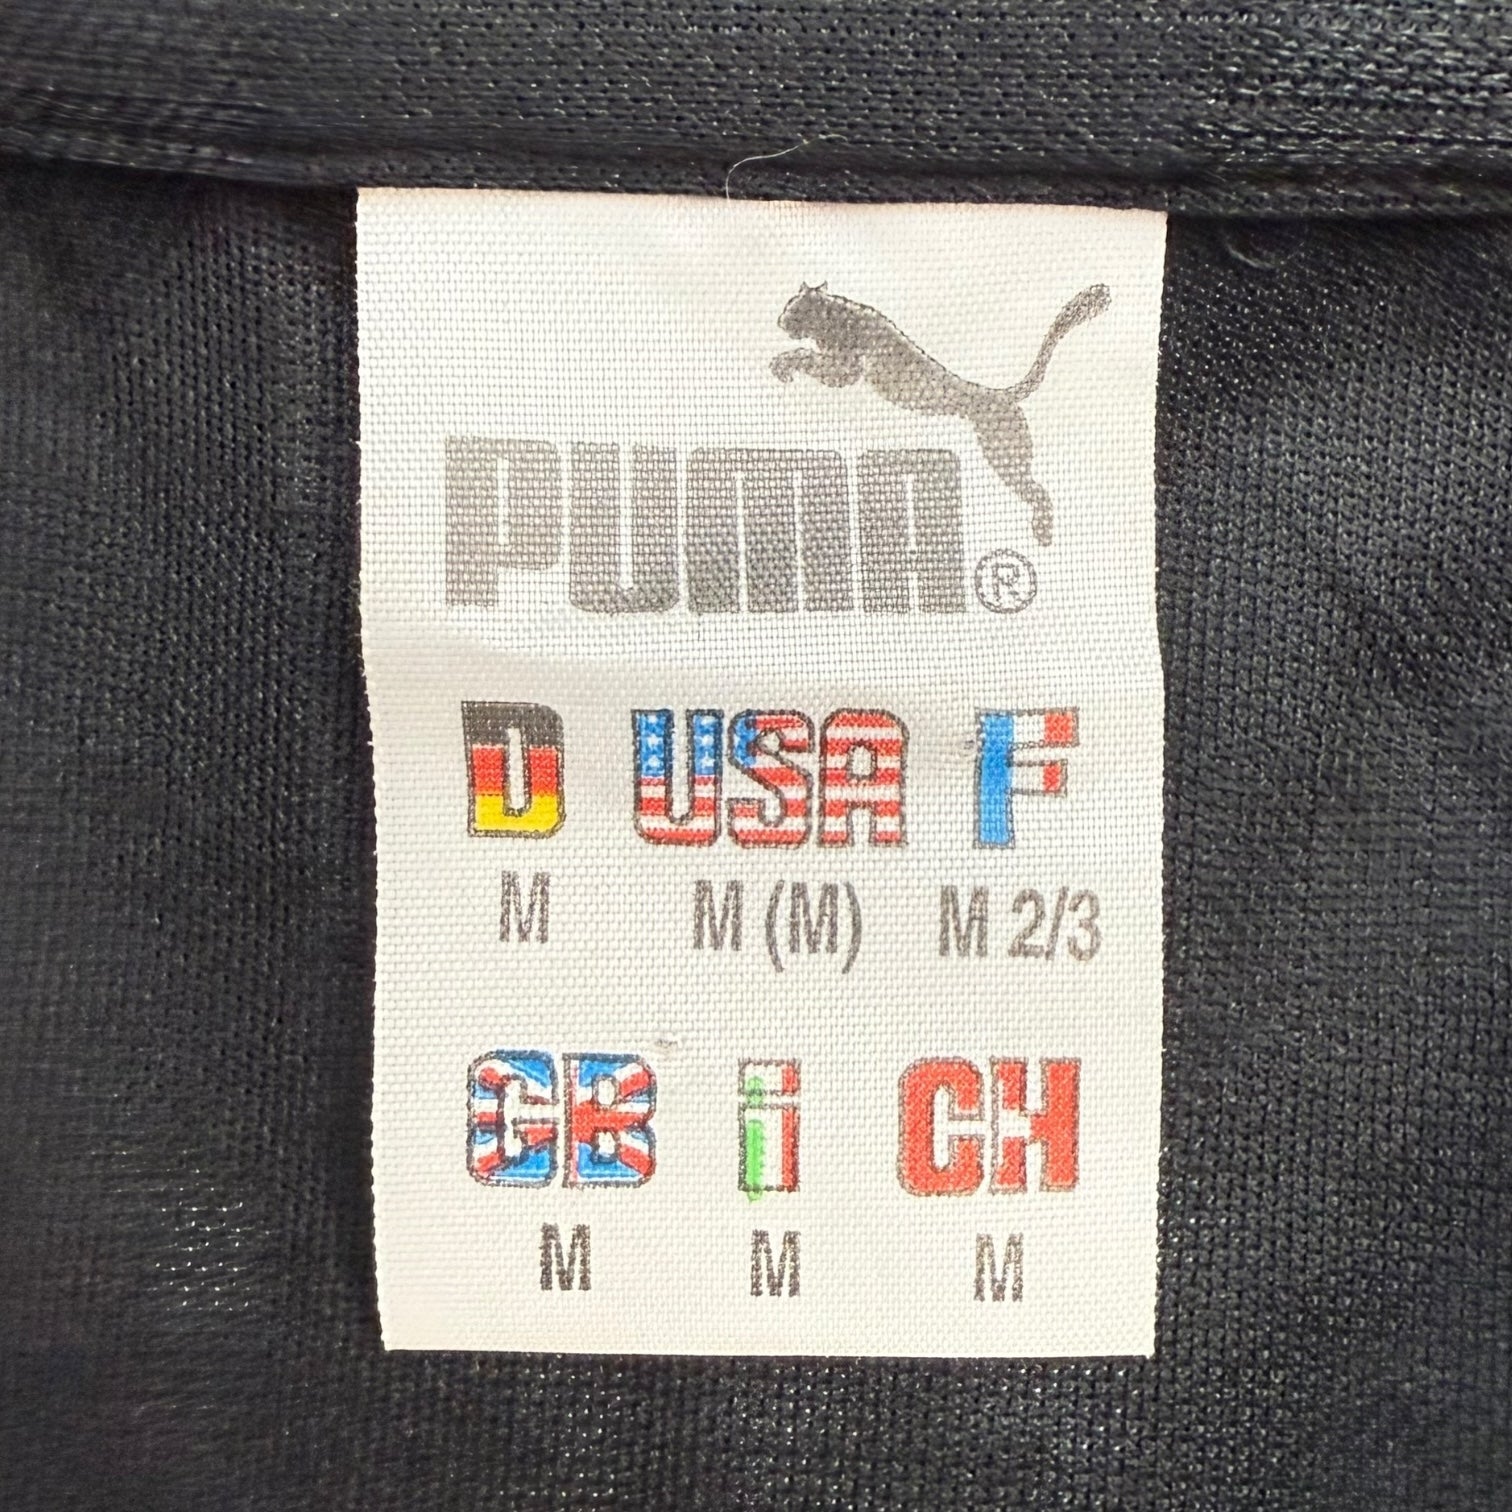 PUMA®
D USA F
M M (M) M 2/3
GB i CH
M M M